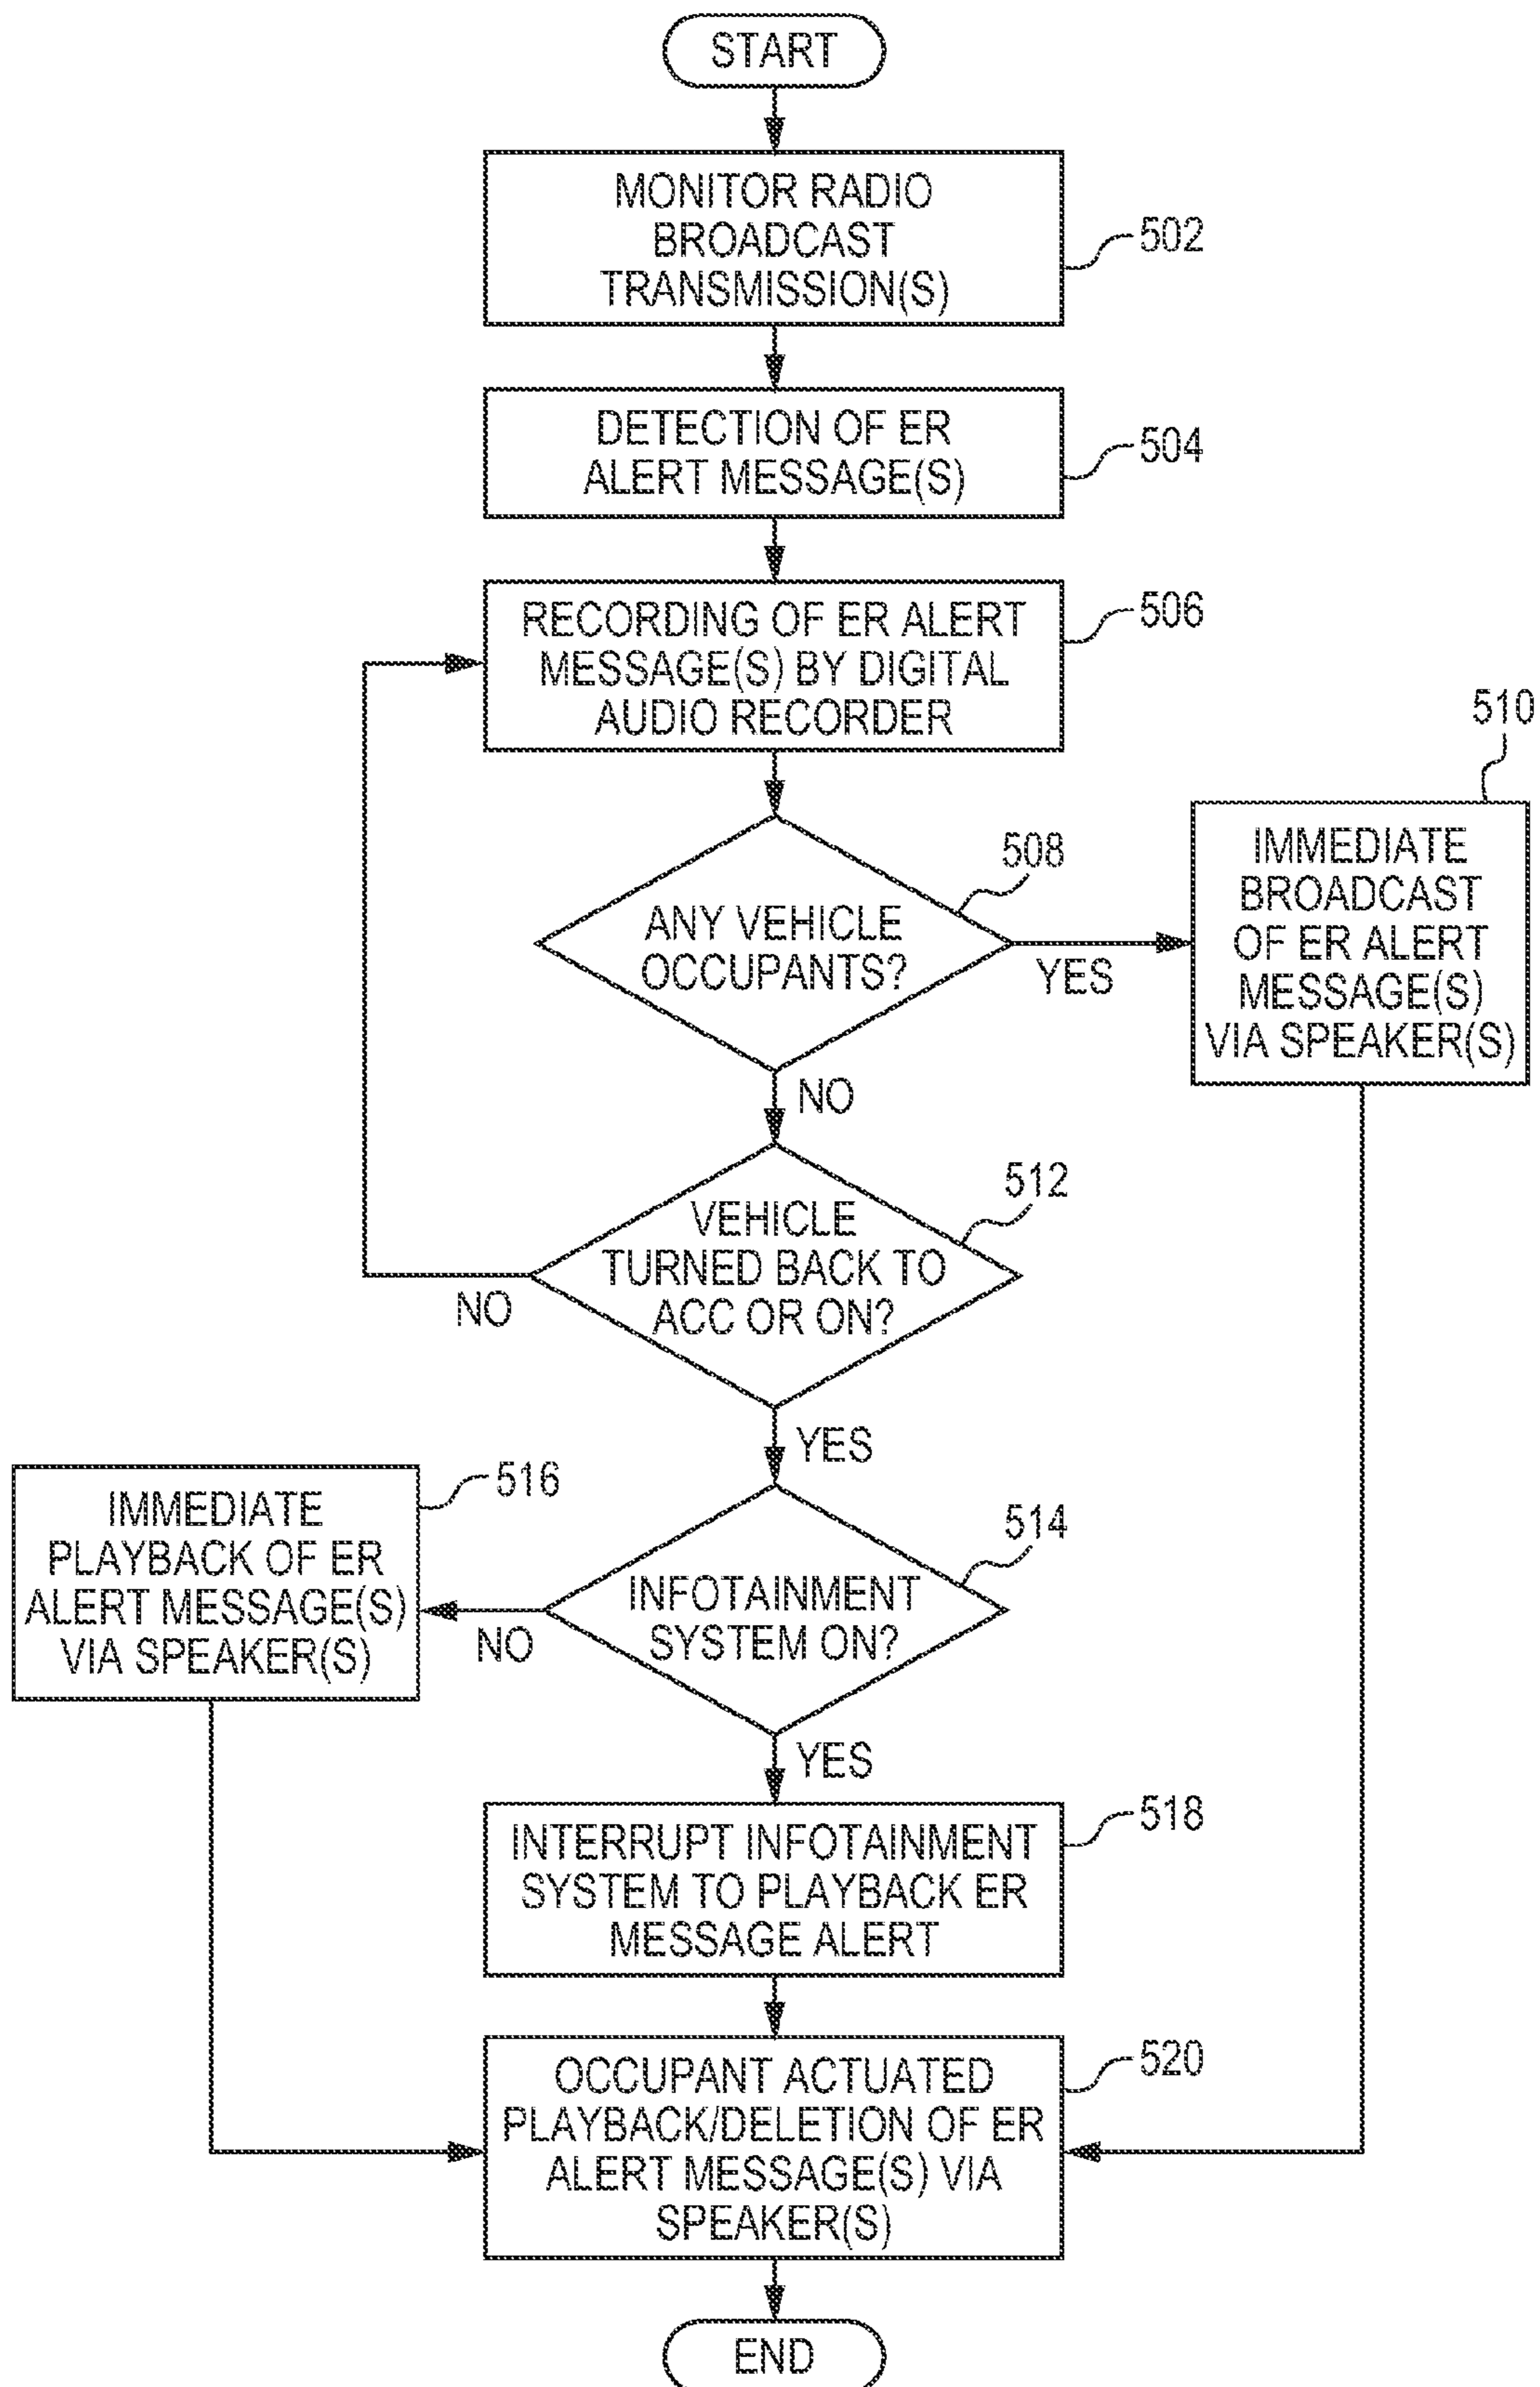 START
MONITOR RADIO
BROADCAST
TRANSMISSION(S)
502
DETECTION OF ER
ALERT MESSAGE(S)
504
RECORDING OF ER ALERT
MESSAGE(S) BY DIGITAL
AUDIO RECORDER
506
ANY VEHICLE
OCCUPANTS?
508
YES
NO
510
IMMEDIATE
BROADCAST
OF ER ALERT
MESSAGE(S)
VIA SPEAKER(S)
VEHICLE
TURNED BACK TO
ACC OR ON?
512
NO
YES
INFOTAINMENT
SYSTEM ON?
514
NO
YES
516
IMMEDIATE
PLAYBACK OF ER
ALERT MESSAGE(S)
VIA SPEAKER(S)
INTERRUPT INFOTAINMENT
SYSTEM TO PLAYBACK ER
MESSAGE ALERT
518
OCCUPANT ACTUATED
PLAYBACK/DELETION OF ER
ALERT MESSAGE(S) VIA
SPEAKER(S)
520
END